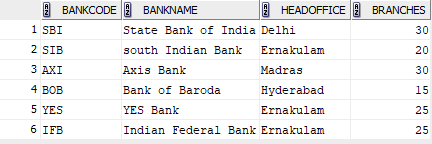 BANKCODE BANKNAME HEADOFFICE BRANCHES
1 SBI State Bank of India Delhi 30
2 SIB south Indian Bank Ernakulam 20
3 AXI Axis Bank Madras 30
4 BOB Bank of Baroda Hyderabad 15
5 YES YES Bank Ernakulam 25
6 IFB Indian Federal Bank Ernakulam 25